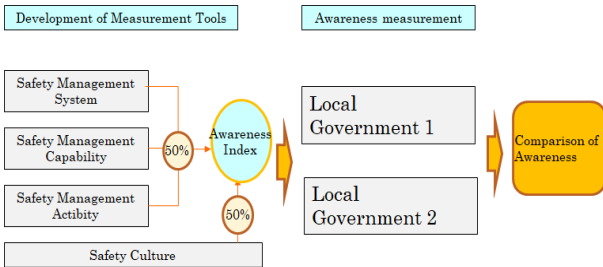 Development of Measurement Tools
Awareness measurement
Safety Management
System
Safety Management
Capability
Safety Management
Actibity
Safety Culture
50%
50%
Awareness
Index
Local
Government 1
Local
Government 2
Comparison of
Awareness